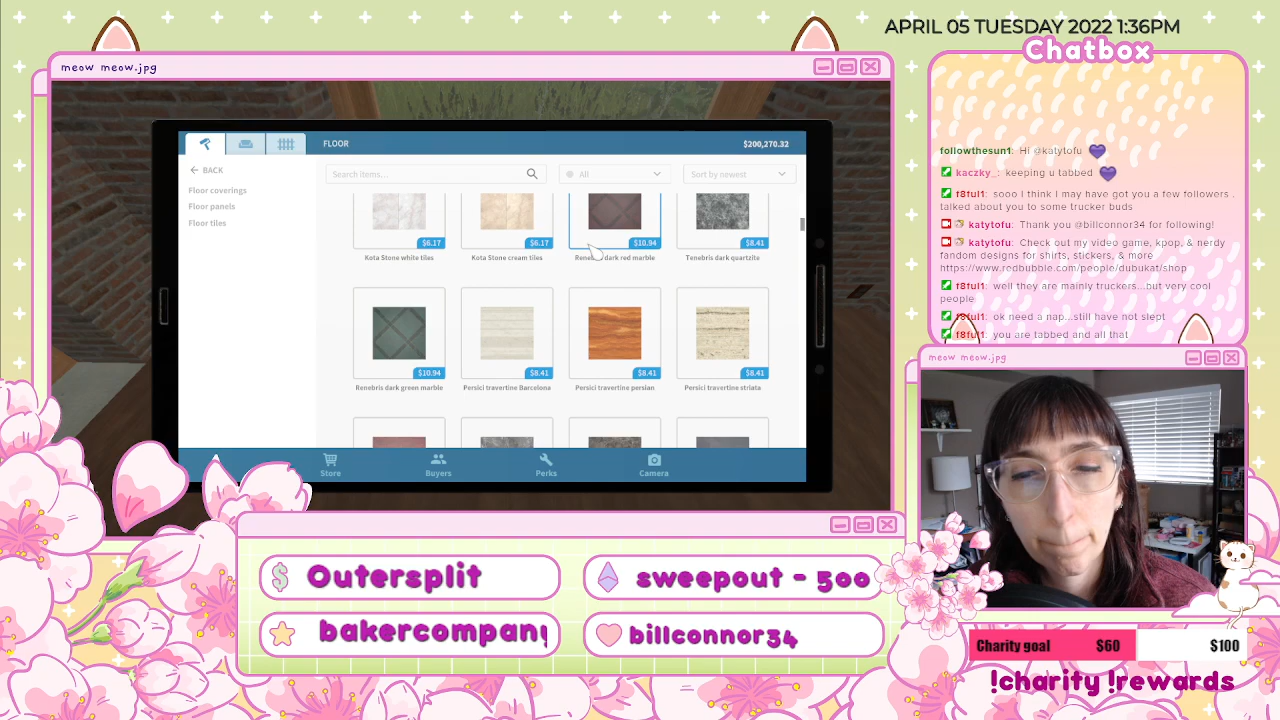 APRIL 05 TUESDAY 2022 1:36PM
meow meow.jpg
FLOOR
$200,270.32
BACK
Search items...
All
Sort by newest
Floor coverings
Floor panels
Floor tiles
$6.17
$6.17
$10.94
$8.41
Kota Stone white tiles
Kota Stone cream tiles
Renebris dark red marble
Tenebris dark quartzite
$10.94
$8.41
$8.41
$8.41
Renebris dark green marble
Persici travertine Barcelona
Persici travertine persian
Persici travertine striata
Store
Buyers
Perks
Camera
Chatbox
followthesun1: Hi @katytofu
kaczky_: keeping u tabbed
f8ful1: sooo I think I may have got you a few followers .
talked about you to some trucker buds
katytofu: Thank you @billconnor34 for following!
katytofu: Check out my video game, kpop, & nerdy
fandom designs for shirts, stickers, & more
https://www.redbubble.com/people/dubukat/shop
f8ful1: well they are mainly truckers...but very cool
people
f8ful1: ok need a nap...still have not slept
f8ful1: you are tabbed and all that
meow meow.jpg
Outersplit
sweepout - 500
bakercompany
billconnor34
Charity goal
$60
$100
!charity !rewards